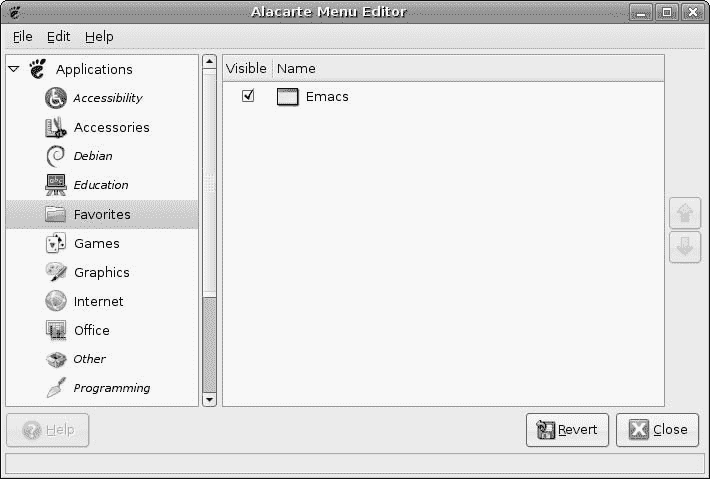 Alacarte Menu Editor
File Edit Help
Applications
Accessibility
Accessories
Debian
Education
Favorites
Games
Graphics
Internet
Office
Other
Programming
Visible Name
Emacs
Help
Revert
Close